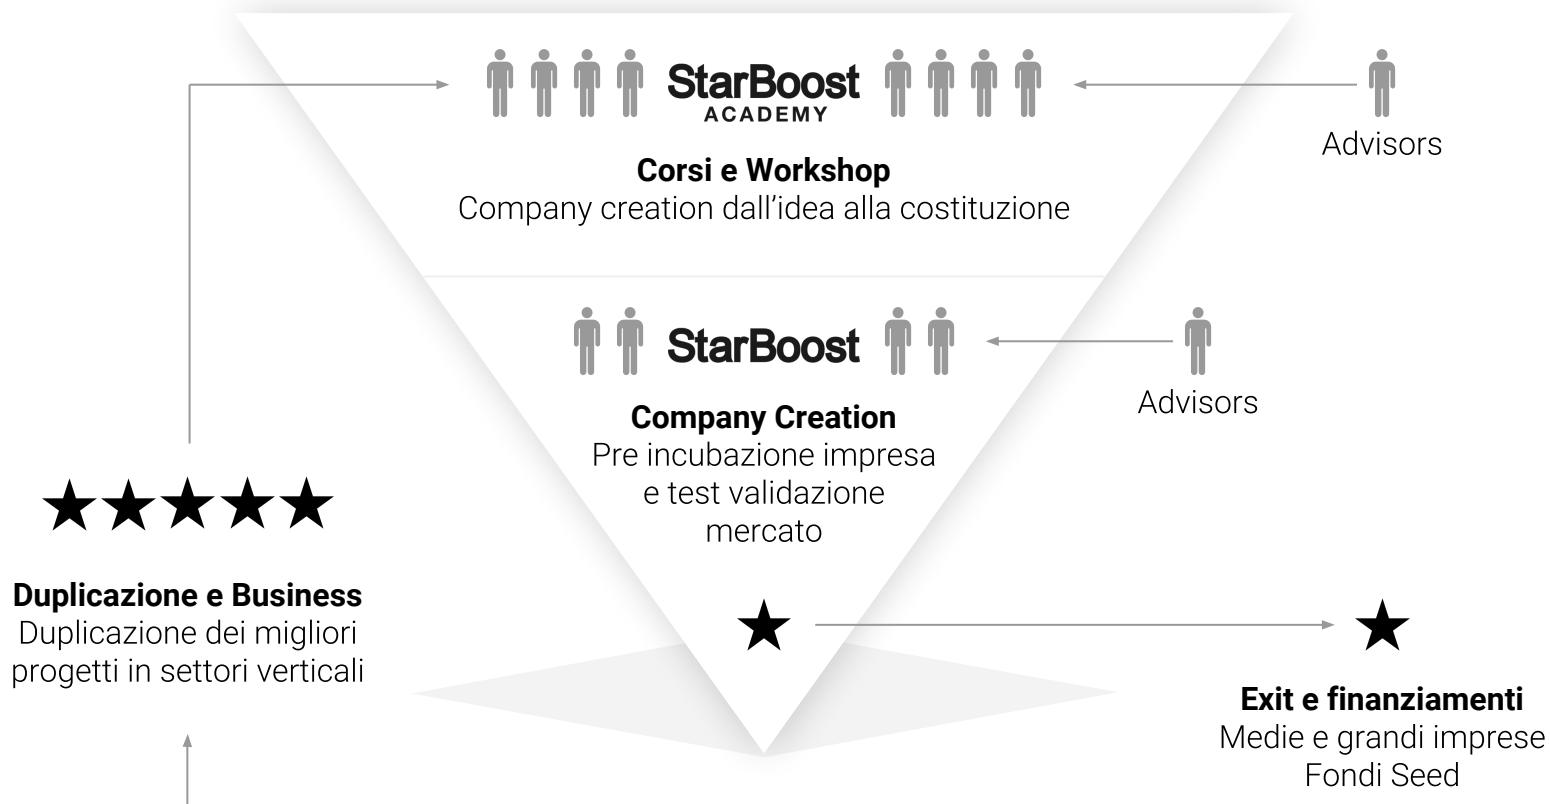 StarBoost
ACADEMY
Advisors
Corsi e Workshop
Company creation dall'idea alla costituzione
StarBoost
Advisors
Company Creation
Pre incubazione impresa
e test validazione
mercato
Duplicazione e Business
Duplicazione dei migliori
progetti in settori verticali
Exit e finanziamenti
Medie e grandi imprese
Fondi Seed